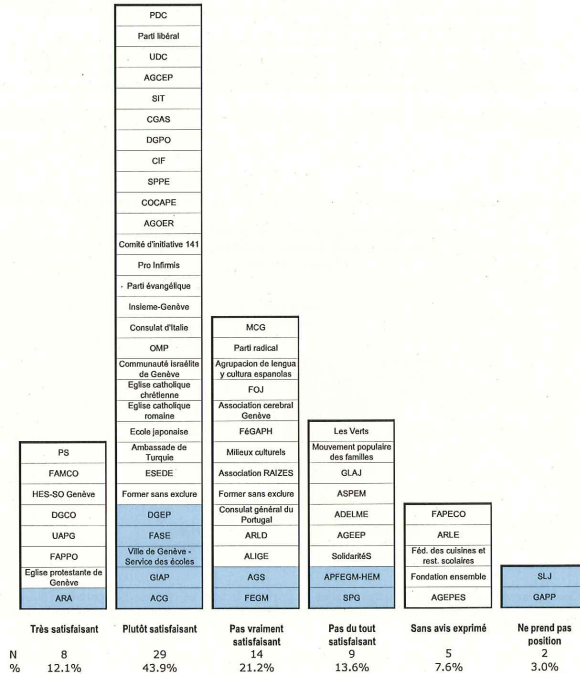 PDC
Parti libéral
UDC
AGCEP
SIT
CGAS
DGPO
CIF
SPPE
COCAPE
AGOER
Comité d'initiative 141
Pro Infirmis
Parti évangélique
Insieme-Genève
Consulat d'Italie
OMP
Communauté israélite
de Genève
Eglise catholique
chrétienne
Eglise catholique
romaine
Ecole japonaise
Ambassade de
Turquie
ESEDE
Former sans exclure
DGEP
FASE
Ville de Genève -
Service des écoles
GIAP
ACG
MCG
Parti radical
Agrupacion de lengua
y cultura espanolas
FOJ
Association cerebral
Genève
FéGAPH
Milieux culturels
Association RAIZES
Former sans exclure
Consulat général du
Portugal
ARLD
ALIGE
AGS
FEGM
Les Verts
Mouvement populaire
des familles
GLAJ
ASPEM
ADELME
AGEEP
SolidaritéS
APFEGM-HEM
SPG
PS
FAMCO
HES-SO Genève
DGCO
UAPG
FAPPO
Eglise protestante de
Genève
ARA
FAPECO
ARLE
Féd. des cuisines et
rest. scolaires
Fondation ensemble
AGEPES
SLJ
GAPP
Très satisfaisant
Plutôt satisfaisant
Pas vraiment
satisfaisant
Pas du tout
satisfaisant
Sans avis exprimé
Ne prend pas
position
N 8 29 14 9 5 2
% 12.1% 43.9% 21.2% 13.6% 7.6% 3.0%